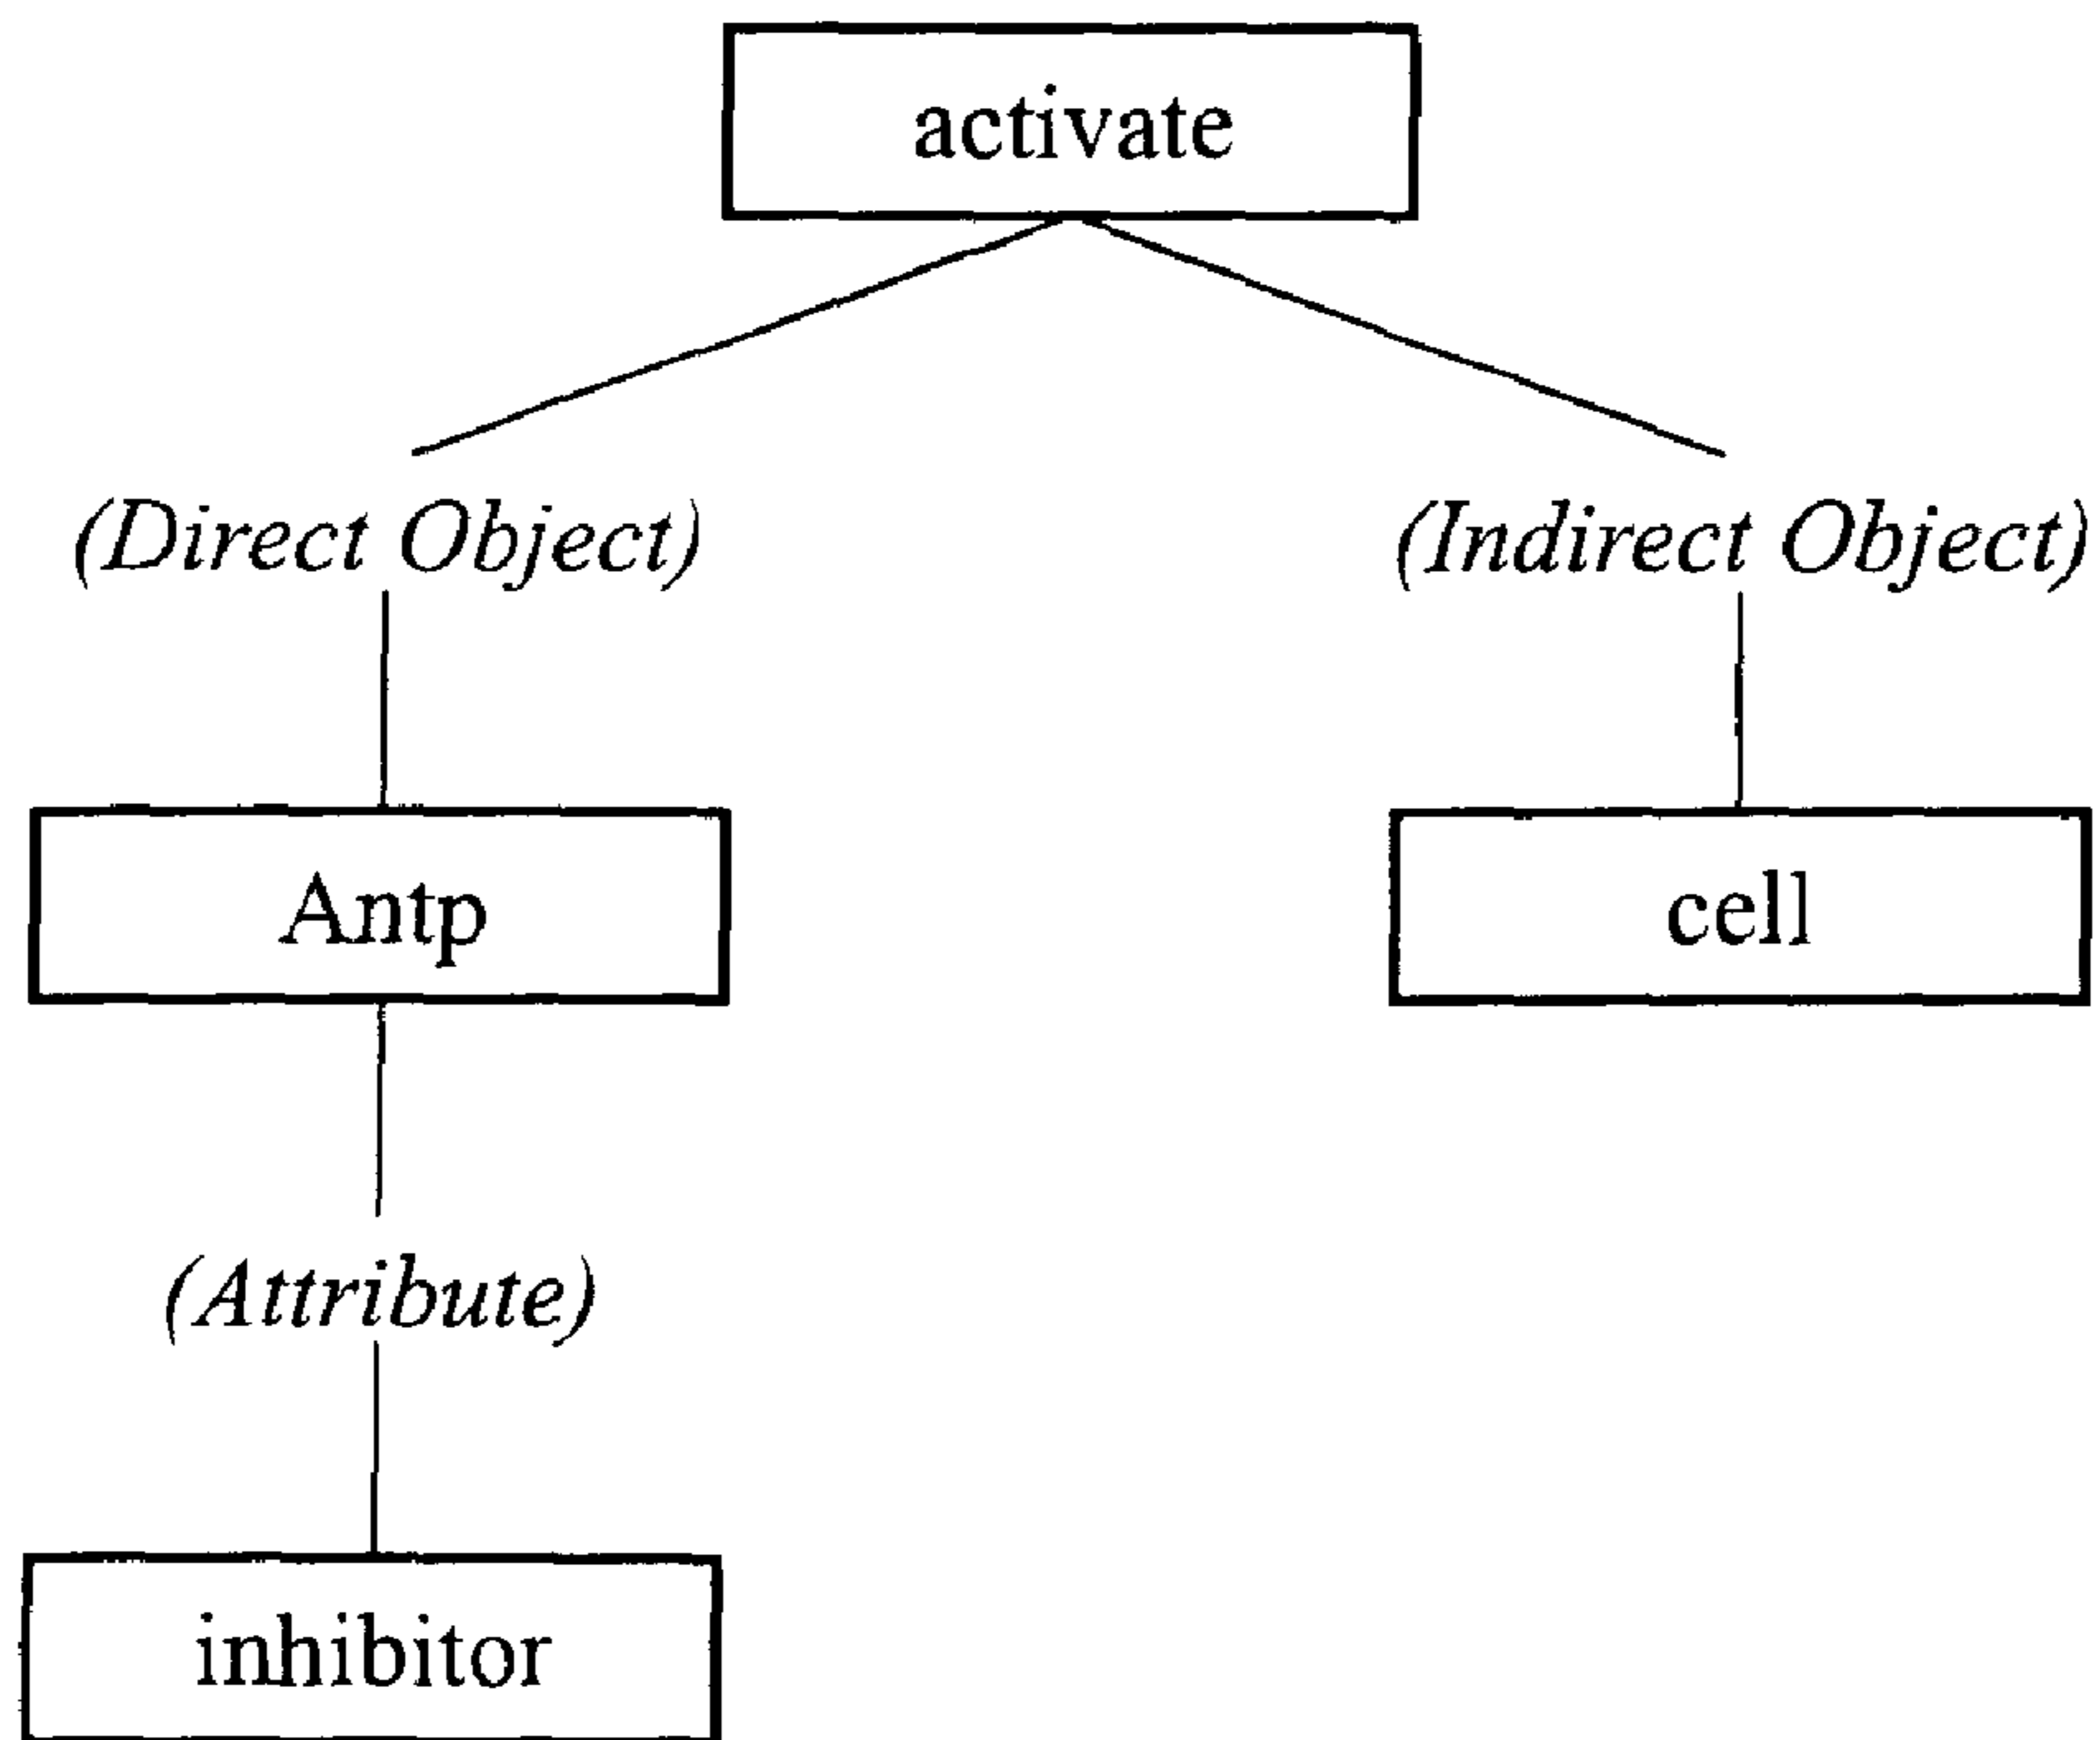 activate
(Direct Object)
(Indirect Object)
Antp
cell
(Attribute)
inhibitor